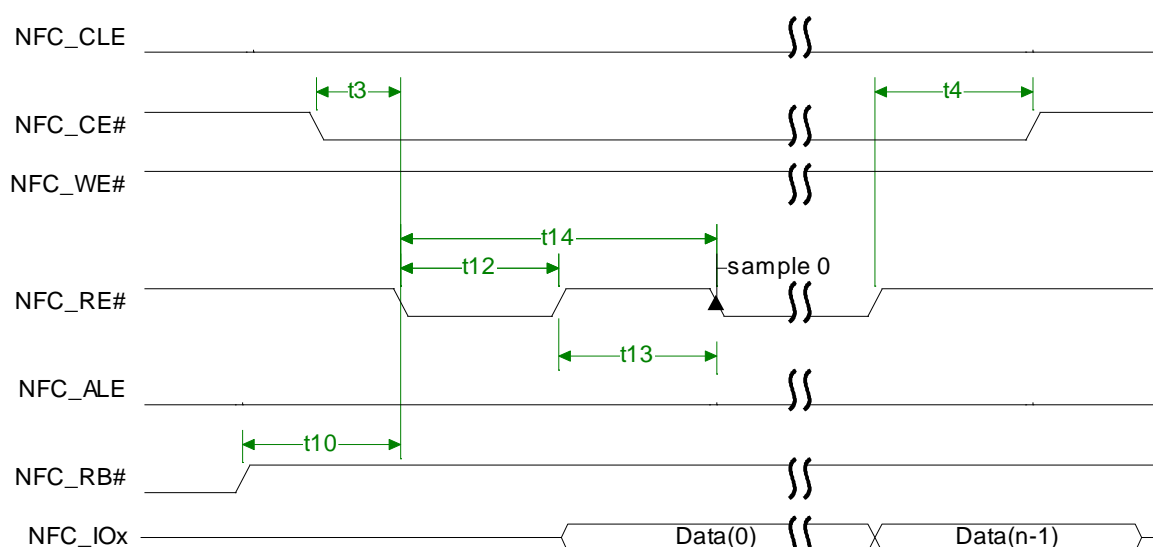 NFC_CLE
t3
t4
NFC_CE#
NFC_WE#
t14
t12
sample 0
NFC_RE#
t13
NFC_ALE
t10
NFC_RB#
NFC_IOx
Data(0)
Data(n-1)